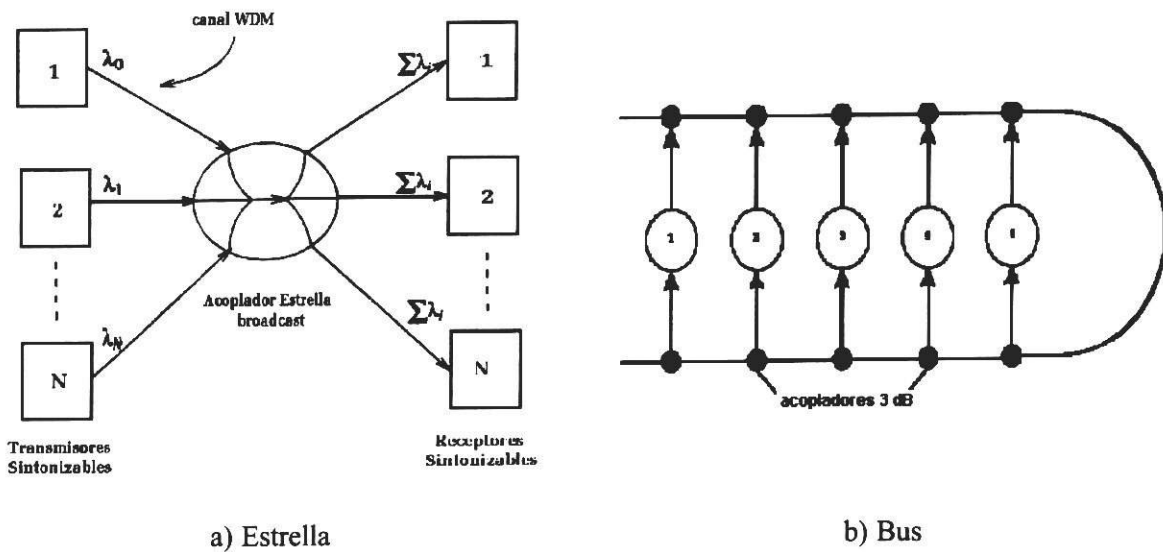 canal WDM
1
λ0
∑λi
1
2
λ1
∑λi
2
Acoplador Estrella
broadcast
∑λi
N
λN
N
Transmisores
Sintonizables
Receptores
Sintonizables
a) Estrella
1
2
3
acopladores 3 dB
b) Bus